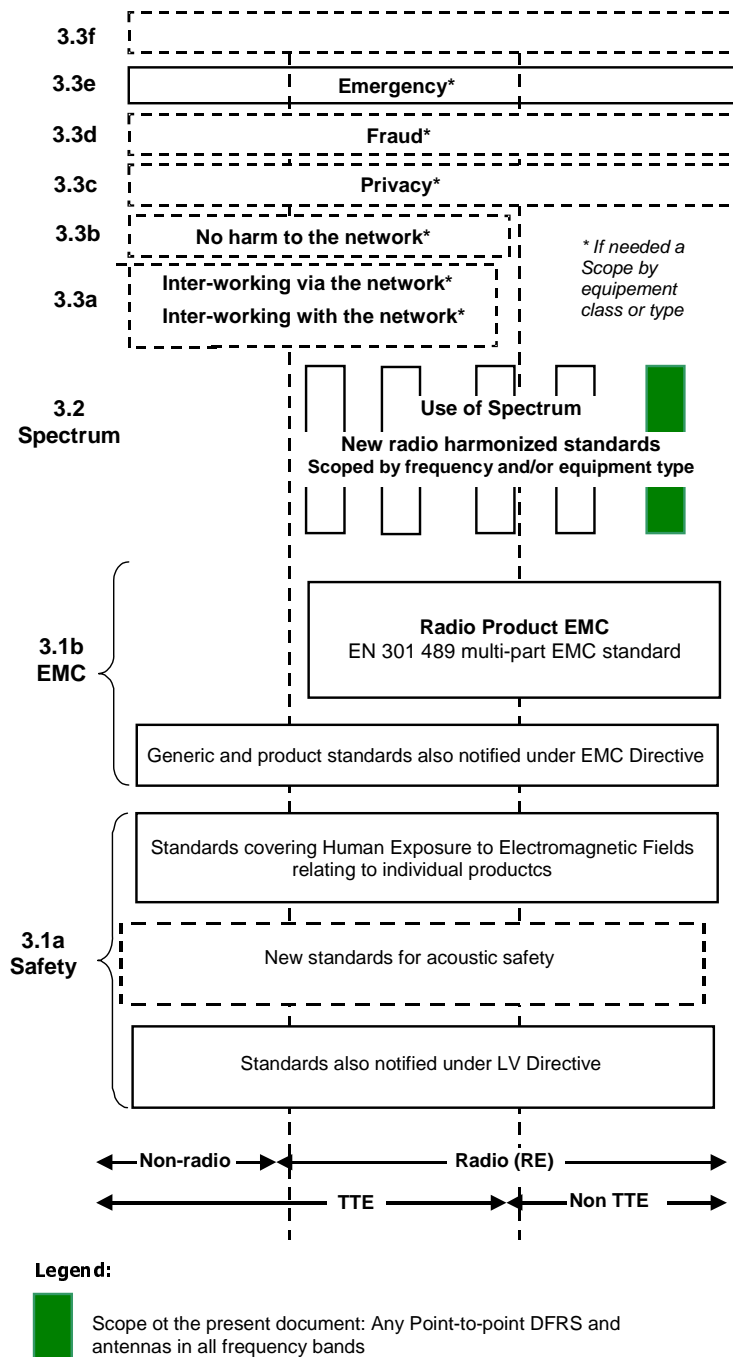 3.3f
3.3e
Emergency*
3.3d
Fraud*
3.3c
Privacy*
3.3b
No harm to the network*
* If needed a
Scope by
equipement
class or type
3.3a
Inter-working via the network*
Inter-working with the network*
3.2
Spectrum
Use of Spectrum
New radio harmonized standards
Scoped by frequency and/or equipment type
3.1b
EMC
Radio Product EMC
EN 301 489 multi-part EMC standard
Generic and product standards also notified under EMC Directive
3.1a
Safety
Standards covering Human Exposure to Electromagnetic Fields
relating to individual productcs
New standards for acoustic safety
Standards also notified under LV Directive
Non-radio
Radio (RE)
TTE
Non TTE
Legend:
Scope ot the present document: Any Point-to-point DFRS and
antennas in all frequency bands